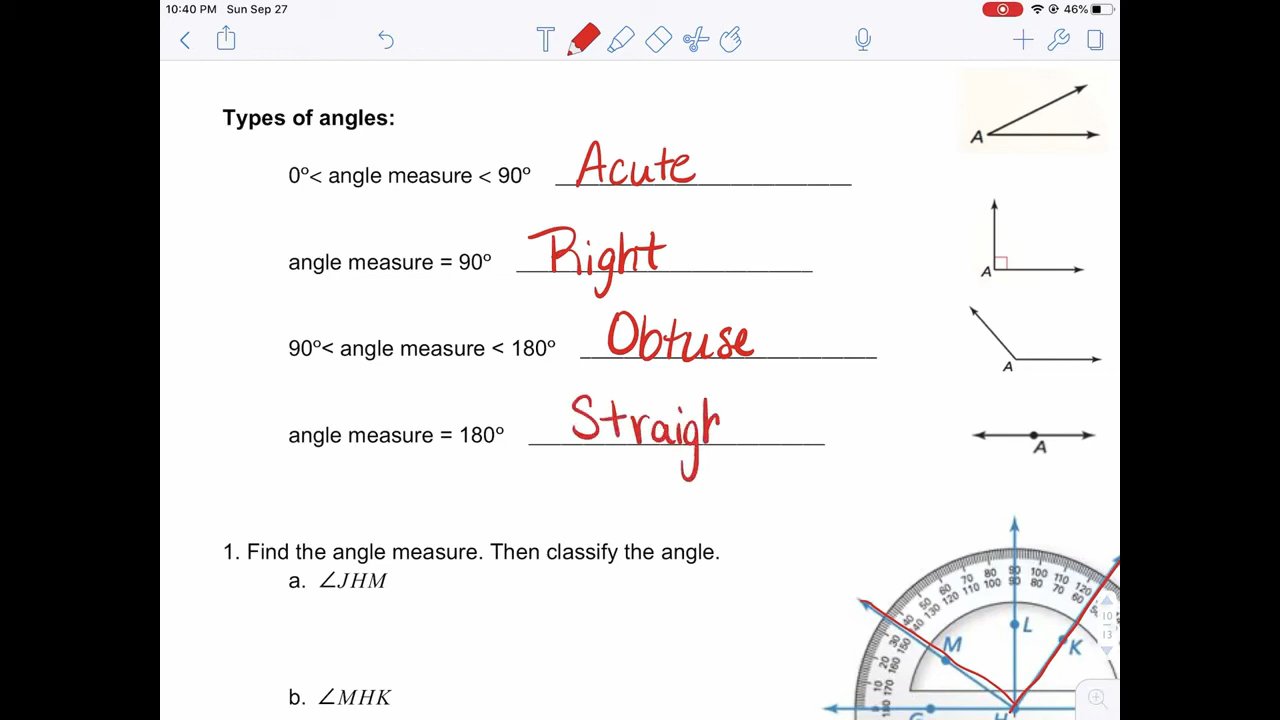 10:40 PM Sun Sep 27 46%
T
Types of angles:
A
0º< angle measure < 90º Acute
angle measure = 90º Right
A
90º< angle measure < 180º Obtuse
A
angle measure = 180º Straigh
A
1. Find the angle measure. Then classify the angle.
a. ∠JHM
b. ∠MHK
L
M
K
G
H
10
13